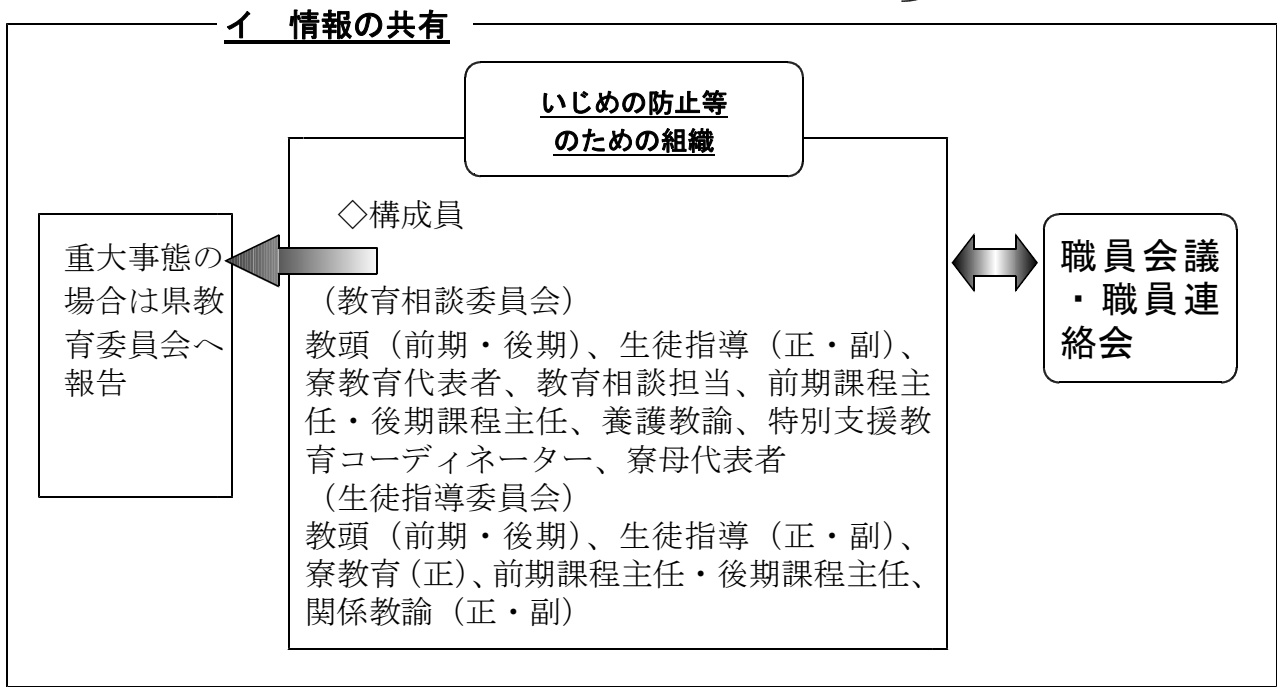 イ 情報の共有
いじめの防止等
のための組織
重大事態の
場合は県教
育委員会へ
報告
◇構成員
（教育相談委員会）
教頭（前期・後期）、生徒指導（正・副）、
寮教育代表者、教育相談担当、前期課程主
任・後期課程主任、養護教諭、特別支援教
育コーディネーター、寮母代表者
（生徒指導委員会）
教頭（前期・後期）、生徒指導（正・副）、
寮教育（正）、前期課程主任・後期課程主任、
関係教諭（正・副）
職員会議
・職員連
絡会